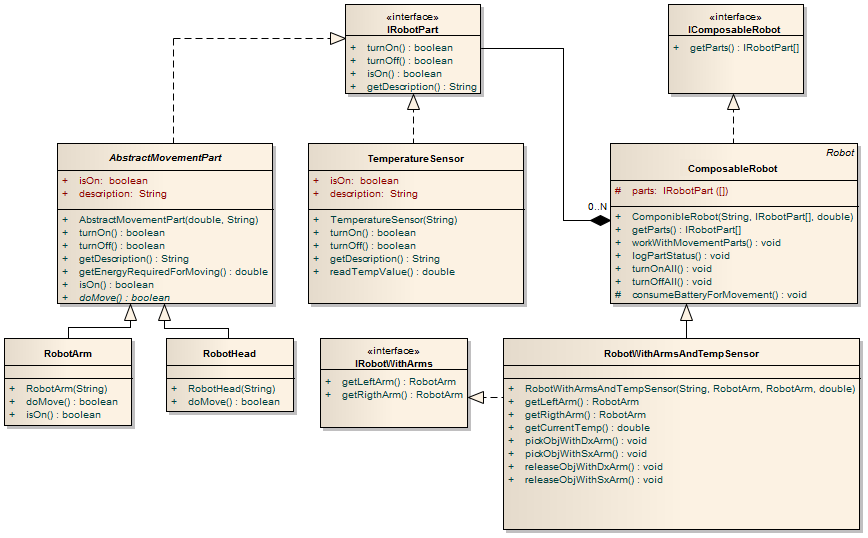 «interface»
IRobotPart
+ turnOn() : boolean
+ turnOff() : boolean
+ isOn() : boolean
+ getDescription() : String
«interface»
IComposableRobot
+ getParts() : IRobotPart[]
AbstractMovementPart
+ isOn: boolean
+ description: String
+ AbstractMovementPart(double, String)
+ turnOn() : boolean
+ turnOff() : boolean
+ getDescription() : String
+ getEnergyRequiredForMoving() : double
+ isOn() : boolean
+ doMove() : boolean
TemperatureSensor
+ isOn: boolean
+ description: String
+ TemperatureSensor(String)
+ turnOn() : boolean
+ turnOff() : boolean
+ getDescription() : String
+ readTempValue() : double
Robot
ComposableRobot
# parts: IRobotPart ([])
0..N
+ ComponibleRobot(String, IRobotPart[], double)
+ getParts() : IRobotPart[]
+ workWithMovementParts() : void
+ logPartStatus() : void
+ turnOnAll() : void
+ turnOffAll() : void
# consumeBatteryForMovement() : void
RobotArm
+ RobotArm(String)
+ doMove() : boolean
+ isOn() : boolean
RobotHead
+ RobotHead(String)
+ doMove() : boolean
«interface»
IRobotWithArms
+ getLeftArm() : RobotArm
+ getRigthArm() : RobotArm
RobotWithArmsAndTempSensor
+ RobotWithArmsAndTempSensor(String, RobotArm, RobotArm, double)
+ getLeftArm() : RobotArm
+ getRigthArm() : RobotArm
+ getCurrentTemp() : double
+ pickObjWithDxArm() : void
+ pickObjWithSxArm() : void
+ releaseObjWithDxArm() : void
+ releaseObjWithSxArm() : void